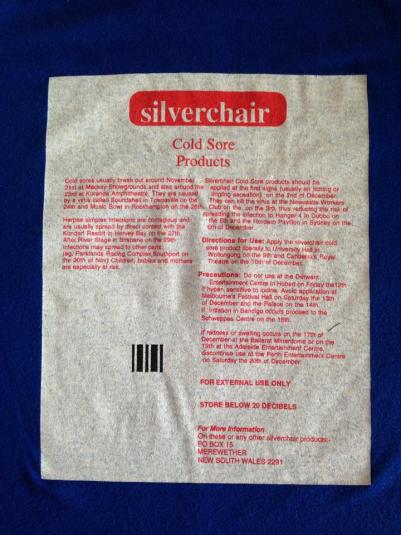 silverchair
Cold Sore
Products
Cold sores usually break out around November
21st at Mackay Showgrounds and also around the
23rd at Kuranda Amphitheatre. They are caused
by a virus called Soundshell in Townsville on the
24th and Music Bowl in Rockhampton on the 26th.
Herpes simplex infections are contagious and
are usually spread by direct contact with the
Kondari Resort in Hervey Bay on the 27th.
After River Stage in Brisbane on the 29th
infections may spread to other parts
(eg. Parklands Racing Complex, Southport on
the 30th of Nov) Children, babies and mothers
are especially at risk.
Silverchair Cold Sore products should be
applied at the first signs (usually an itching or
tingling sensation) on the 2nd of December.
They can kill the virus at the Newcastle Workers
Club on the on the 3rd, thus reducing the risk of
spreading the infection to Hanger 4 in Dubbo on
the 5th and the Hordern Pavilion in Sydney on the
of December
Directions for Use: Apply the silverchair cold
sore product liberally to University Hall in
Wollongong on the 9th and Canberra's Royal
Theatre on the 10th of December.
Precautions: Do not use at the Derwent
Entertainment Centre in Hobart on Friday the 12th
if hyper-sensitive to iodine. Avoid application at
Melbourne's Festival Hall on Saturday the 13th
of December and the Palace on the 14th.
If irritation in Bendigo occurs proceed to the
Schweppes Centre on the 16th.
If redness or swelling occurs on the 17th of
December at the Ballarat Minerdome or on the
19th at the Adelaide Entertainment Centre,
discontinue use at the Perth Entertainment Centre
on Saturday the 20th of December.
FOR EXTERNAL USE ONLY
STORE BELOW 20 DECIBELS
For More Information
On these or any other silverchair products:-
PO BOX 15
MEREWETHER
NEW SOUTH WALES 2291